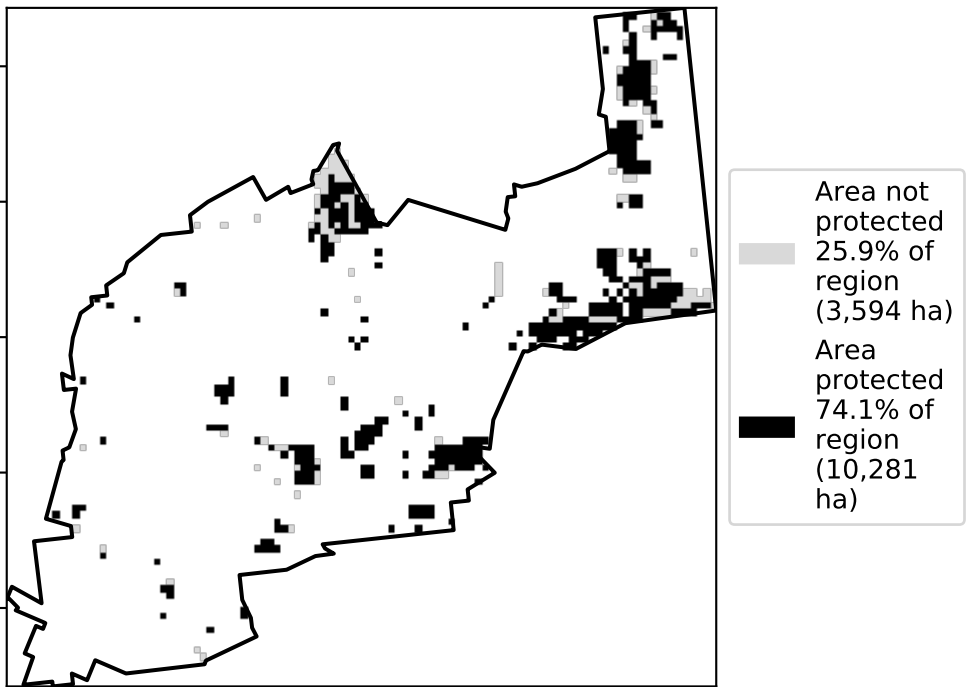 Area not
protected
25.9% of
region
(3,594 ha)
Area
protected
74.1% of
region
(10,281
ha)